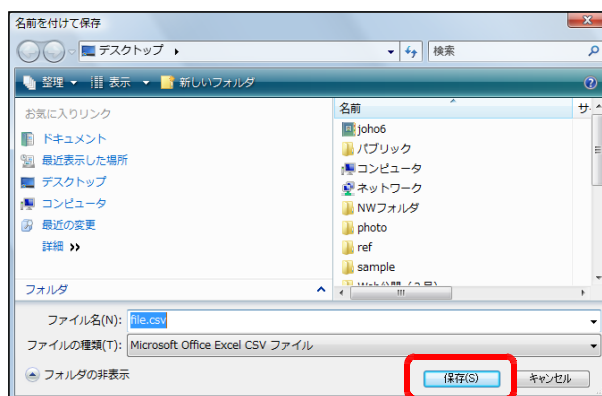 名前を付けて保存
デスクトップ
検索
整理 表示 新しいフォルダ
お気に入りリンク
ドキュメント
最近表示した場所
デスクトップ
コンピュータ
最近の変更
詳細 >>
フォルダ
名前 サ
joho6
パブリック
コンピュータ
ネットワーク
NWフォルダ
photo
ref
sample
ファイル名(N): file.csv
ファイルの種類(T): Microsoft Office Excel CSV ファイル
フォルダの非表示
保存(S) キャンセル